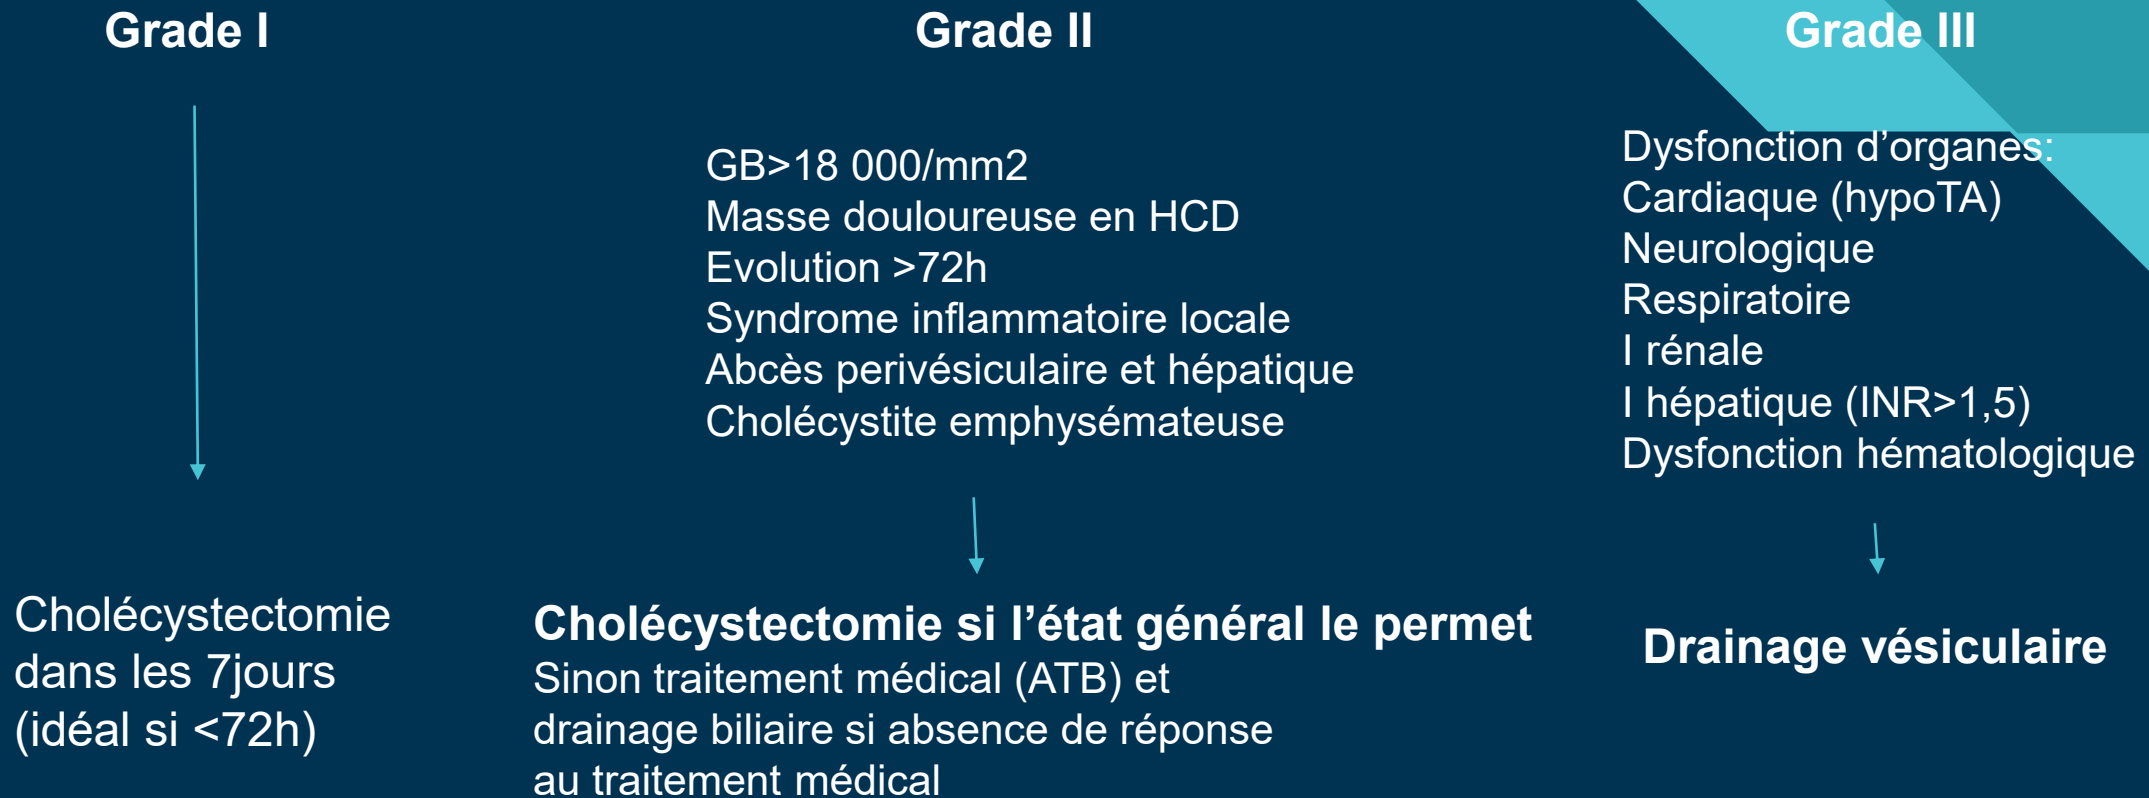 Grade I
Grade II
Grade III
GB>18 000/mm2
Masse douloureuse en HCD
Evolution >72h
Syndrome inflammatoire locale
Abcès perivésiculaire et hépatique
Cholécystite emphysémateuse
Dysfonction d’organes:
Cardiaque (hypoTA)
Neurologique
Respiratoire
I rénale
I hépatique (INR>1,5)
Dysfonction hématologique
Cholécystectomie
dans les 7jours
(idéal si <72h)
Cholécystectomie si l’état général le permet
Sinon traitement médical (ATB) et
drainage biliaire si absence de réponse
au traitement médical
Drainage vésiculaire